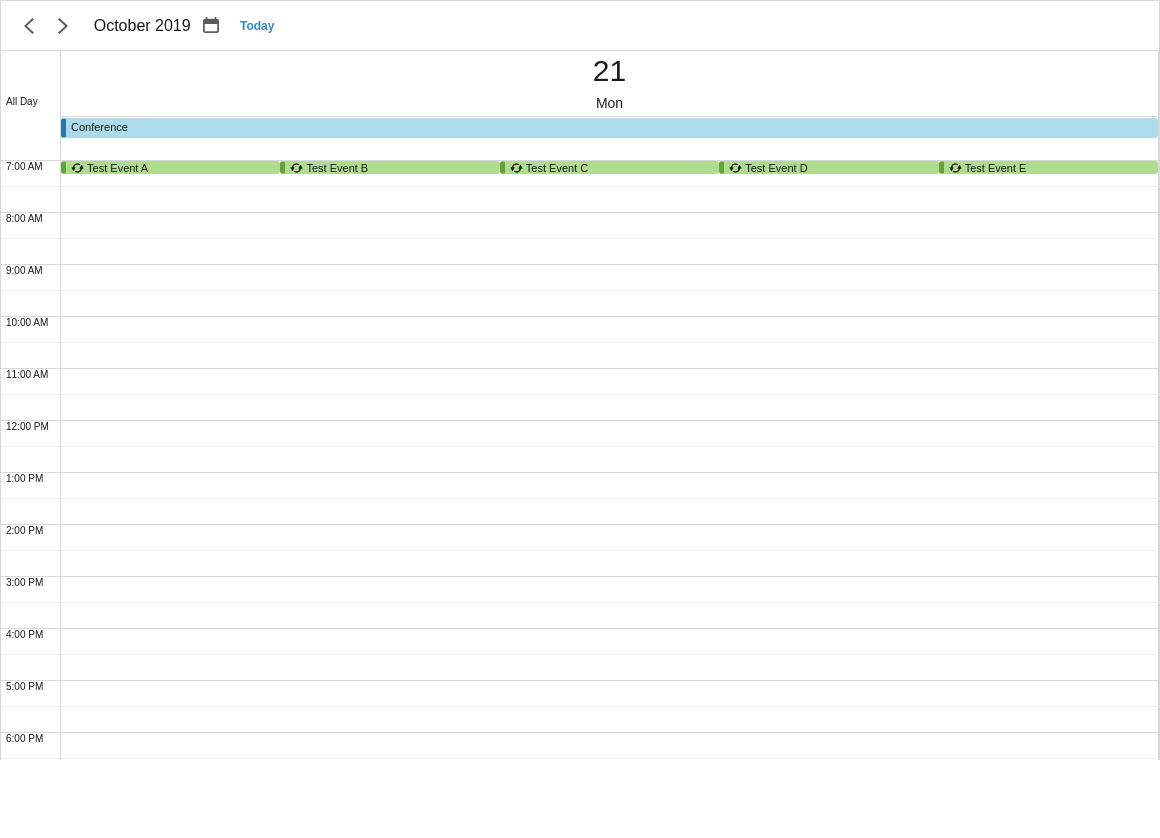 October 2019 Today
21
Mon
All Day
Conference
7:00 AM Test Event A Test Event B Test Event C Test Event D Test Event E
8:00 AM
9:00 AM
10:00 AM
11:00 AM
12:00 PM
1:00 PM
2:00 PM
3:00 PM
4:00 PM
5:00 PM
6:00 PM